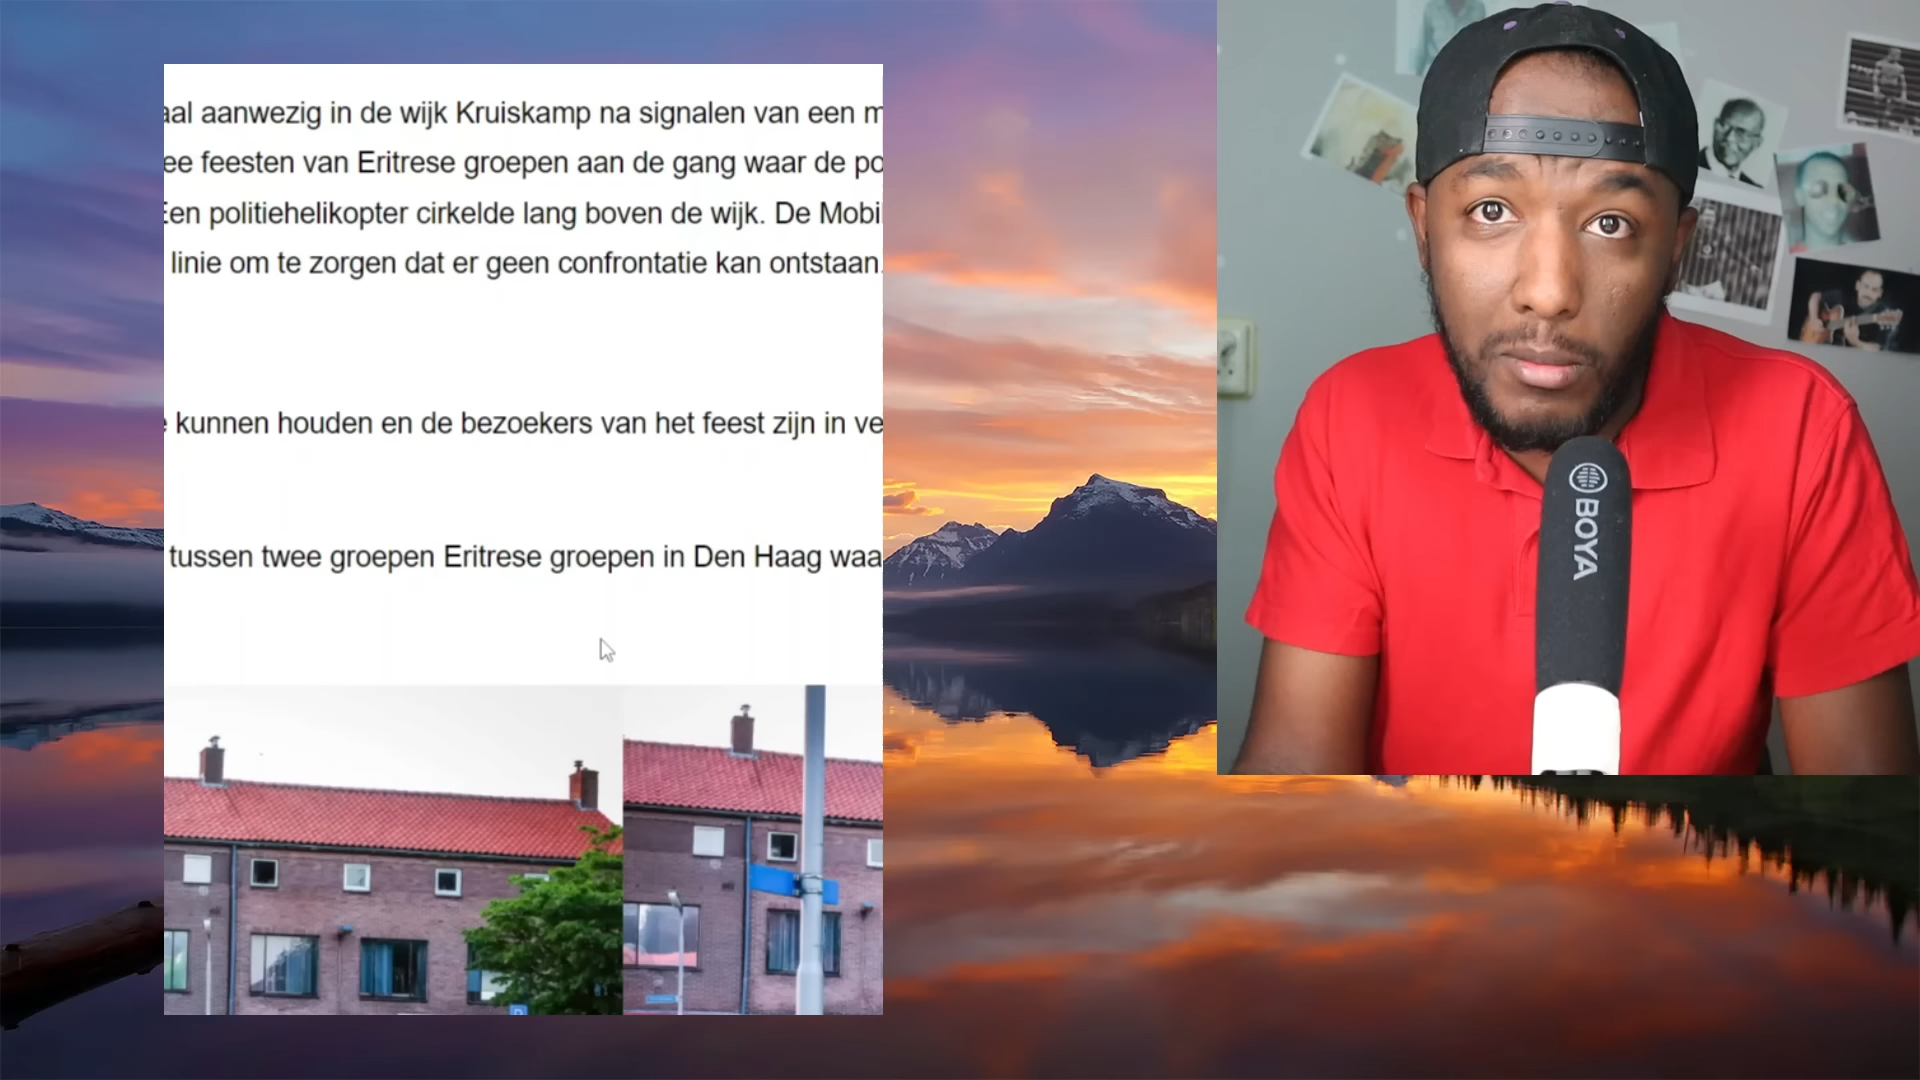 aal aanwezig in de wijk Kruiskamp na signalen van een m
ee feesten van Eritrese groepen aan de gang waar de po
Een politiehelikopter cirkelde lang boven de wijk. De Mobi
linie om te zorgen dat er geen confrontatie kan ontstaan.
e kunnen houden en de bezoekers van het feest zijn in ve
tussen twee groepen Eritrese groepen in Den Haag waa
BOYA